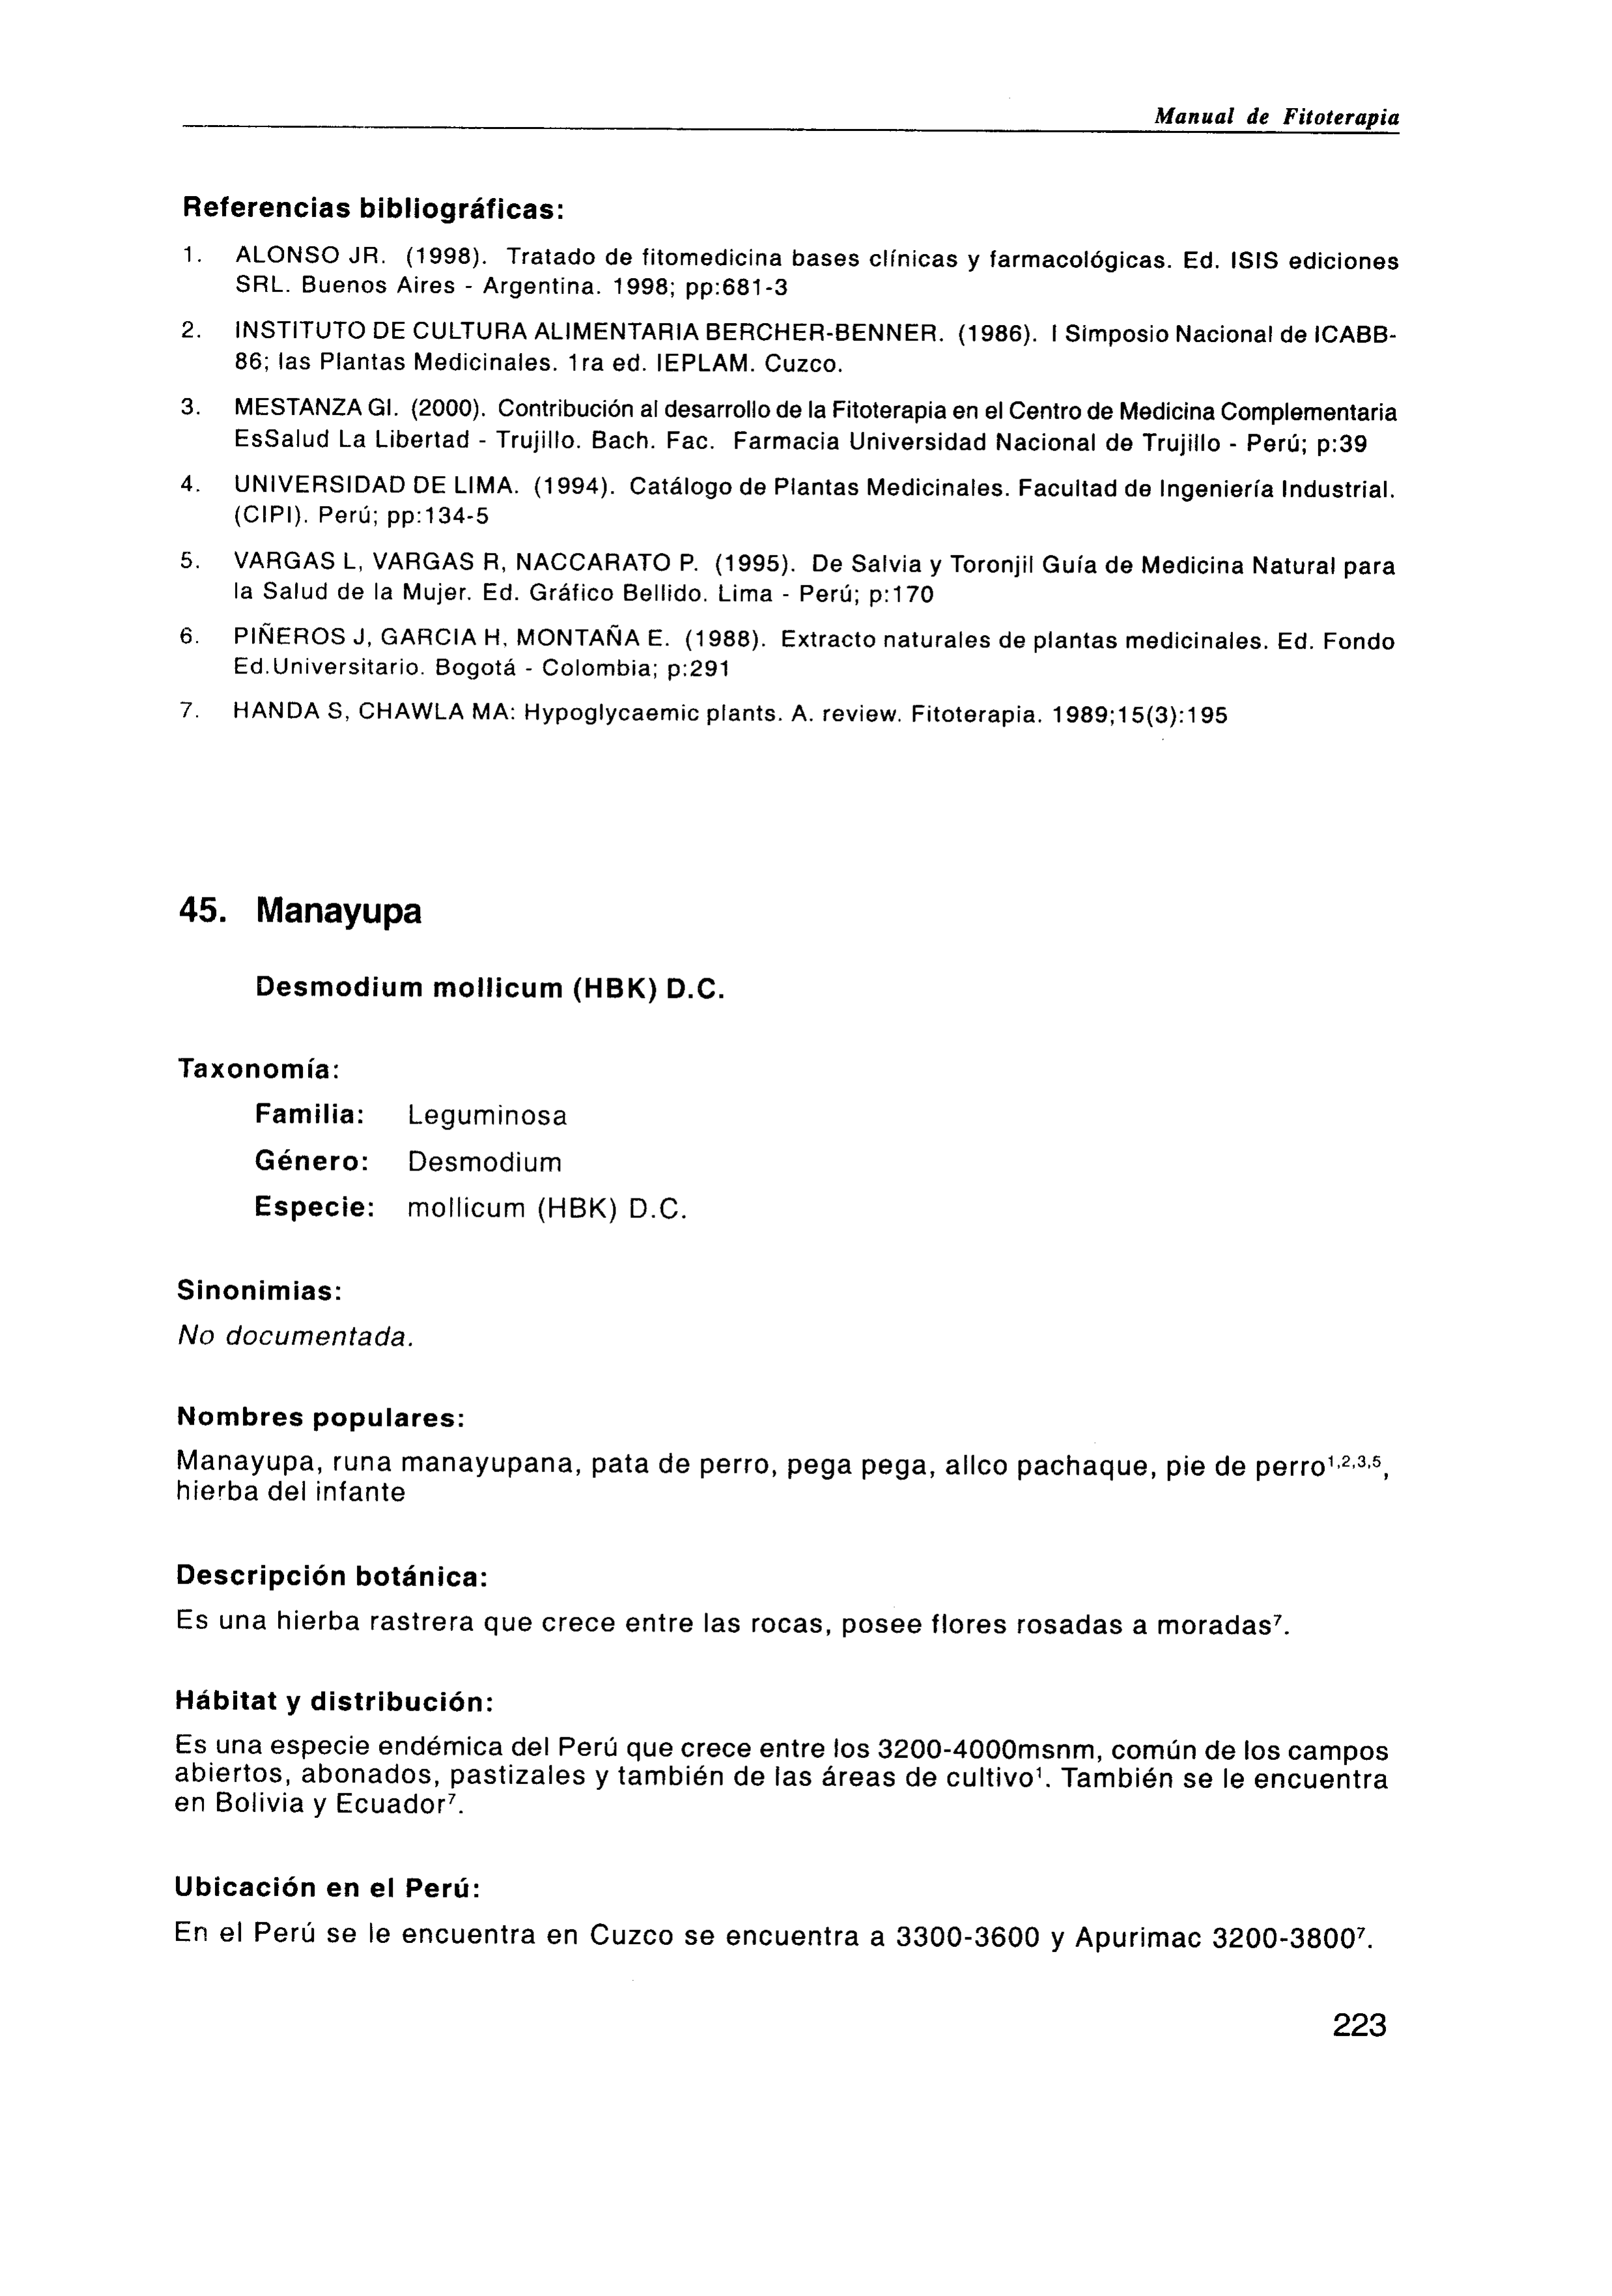 Manual de Fitoterapia
Referencias bibliográficas:
1. ALONSO JR. (1998). Tratado de fitomedicina bases clínicas y farmacológicas. Ed. ISIS ediciones
SRL. Buenos Aires - Argentina. 1998; pp:681-3
2. INSTITUTO DE CULTURA ALIMENTARIA BERCHER-BENNER. (1986). I Simposio Nacional de ICABB-
86; las Plantas Medicinales. 1ra ed. IEPLAM. Cuzco.
3. MESTANZA GI. (2000). Contribución al desarrollo de la Fitoterapia en el Centro de Medicina Complementaria
EsSalud La Libertad - Trujillo. Bach. Fac. Farmacia Universidad Nacional de Trujillo - Perú; p:39
4. UNIVERSIDAD DE LIMA. (1994). Catálogo de Plantas Medicinales. Facultad de Ingeniería Industrial.
(CIPI). Perú; pp:134-5
5. VARGAS L, VARGAS R, NACCARATO P. (1995). De Salvia y Toronjil Guía de Medicina Natural para
la Salud de la Mujer. Ed. Gráfico Bellido. Lima - Perú; p:170
6. PIÑEROS J, GARCIA H, MONTAÑA E. (1988). Extracto naturales de plantas medicinales. Ed. Fondo
Ed.Universitario. Bogotá - Colombia; p:291
7. HANDA S, CHAWLA MA: Hypoglycaemic plants. A. review. Fitoterapia. 1989;15(3):195
45. Manayupa
Desmodium mollicum (HBK) D.C.
Taxonomía:
Familia: Leguminosa
Género: Desmodium
Especie: mollicum (HBK) D.C.
Sinonimias:
No documentada.
Nombres populares:
Manayupa, runa manayupana, pata de perro, pega pega, allco pachaque, pie de perro¹,²,³,⁵,
hierba del infante
Descripción botánica:
Es una hierba rastrera que crece entre las rocas, posee flores rosadas a moradas⁷.
Hábitat y distribución:
Es una especie endémica del Perú que crece entre los 3200-4000msnm, común de los campos
abiertos, abonados, pastizales y también de las áreas de cultivo¹. También se le encuentra
en Bolivia y Ecuador⁷.
Ubicación en el Perú:
En el Perú se le encuentra en Cuzco se encuentra a 3300-3600 y Apurimac 3200-3800⁷.
223